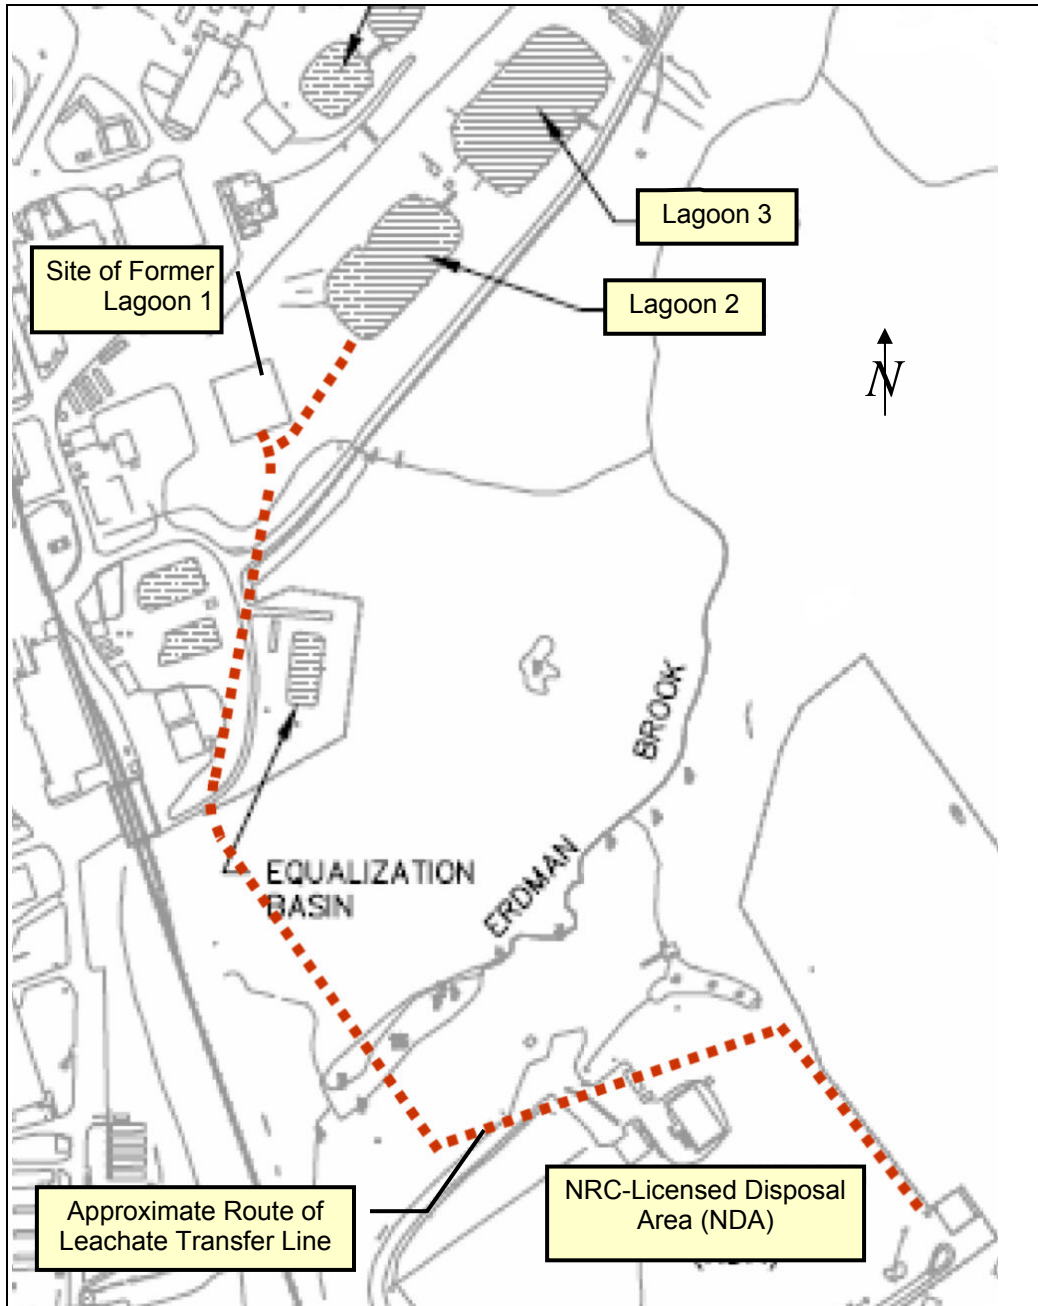 Lagoon 3
Site of Former
Lagoon 1
Lagoon 2
N
BROOK
ERDMAN
EQUALIZATION
BASIN
Approximate Route of
Leachate Transfer Line
NRC-Licensed Disposal
Area (NDA)